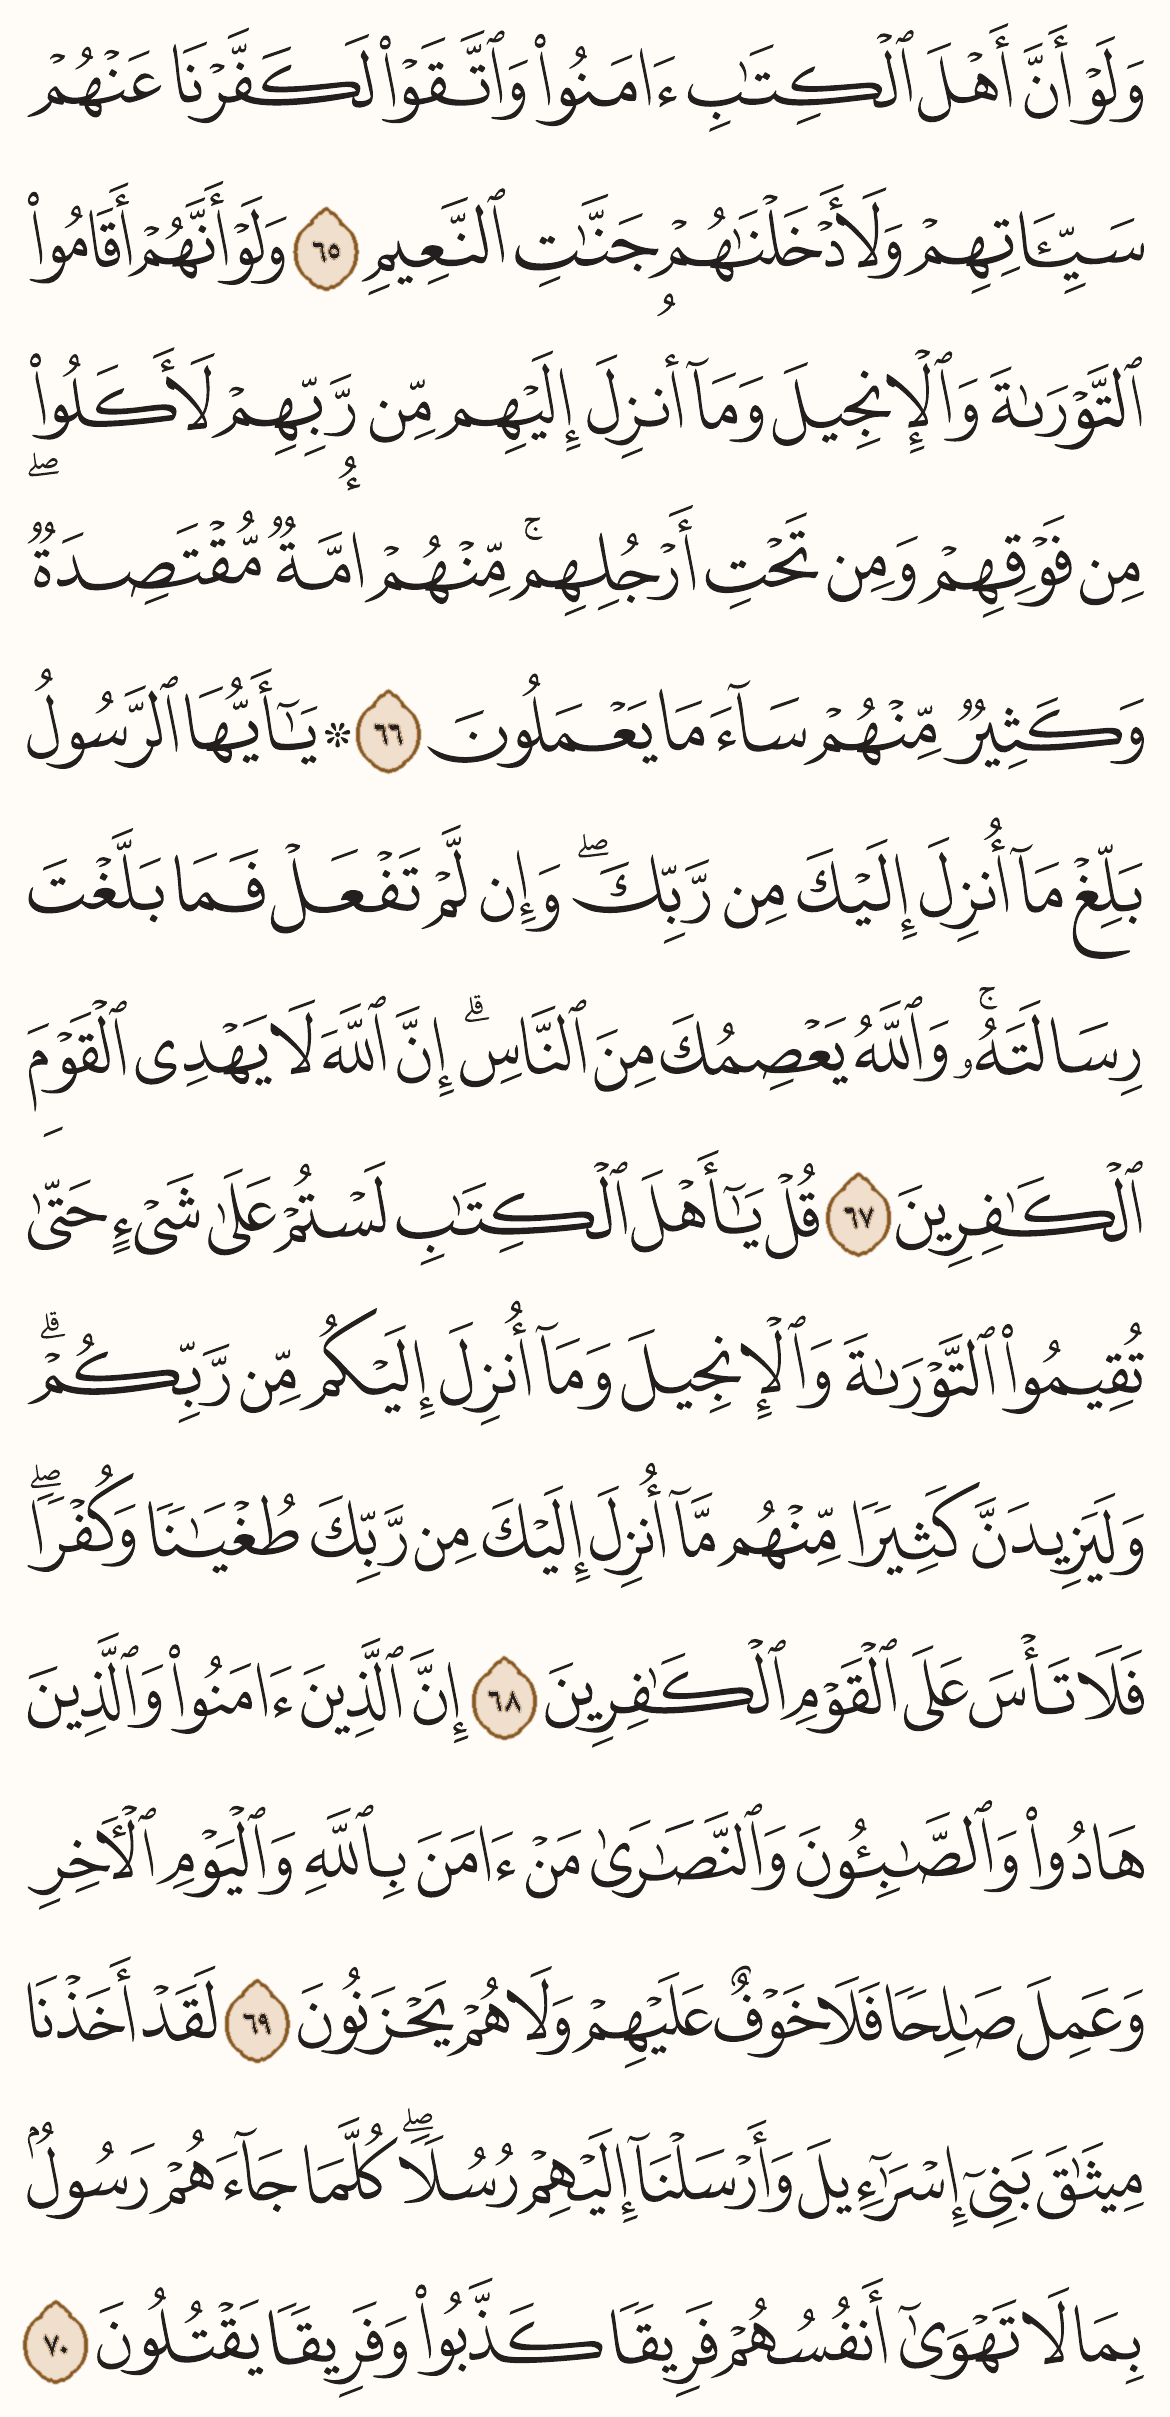 وَلَوۡ أَنَّ أَهۡلَ ٱلۡكِتَٰبِ ءَامَنُواْ وَٱتَّقَوۡاْ لَكَفَّرۡنَا عَنۡهُمۡ
سَيِّـَٔاتِهِمۡ وَلَأَدۡخَلۡنَٰهُمۡ جَنَّٰتِ ٱلنَّعِيمِ ٦٥ وَلَوۡ أَنَّهُمۡ أَقَامُواْ
ٱلتَّوۡرَىٰةَ وَٱلۡإِنجِيلَ وَمَآ أُنزِلَ إِلَيۡهِم مِّن رَّبِّهِمۡ لَأَكَلُواْ
مِن فَوۡقِهِمۡ وَمِن تَحۡتِ أَرۡجُلِهِمۚ مِّنۡهُمۡ أُمَّةٞ مُّقۡتَصِدَةٞۖ
وَكَثِيرٞ مِّنۡهُمۡ سَآءَ مَا يَعۡمَلُونَ ٦٦ ۞ يَٰٓأَيُّهَا ٱلرَّسُولُ
بَلِّغۡ مَآ أُنزِلَ إِلَيۡكَ مِن رَّبِّكَۖ وَإِن لَّمۡ تَفۡعَلۡ فَمَا بَلَّغۡتَ
رِسَالَتَهُۥۚ وَٱللَّهُ يَعۡصِمُكَ مِنَ ٱلنَّاسِۗ إِنَّ ٱللَّهَ لَا يَهۡدِي ٱلۡقَوۡمَ
ٱلۡكَٰفِرِينَ ٦٧ قُلۡ يَٰٓأَهۡلَ ٱلۡكِتَٰبِ لَسۡتُمۡ عَلَىٰ شَيۡءٍ حَتَّىٰ
تُقِيمُواْ ٱلتَّوۡرَىٰةَ وَٱلۡإِنجِيلَ وَمَآ أُنزِلَ إِلَيۡكُم مِّن رَّبِّكُمۡۗ
وَلَيَزِيدَنَّ كَثِيرٗا مِّنۡهُم مَّآ أُنزِلَ إِلَيۡكَ مِن رَّبِّكَ طُغۡيَٰنٗا وَكُفۡرٗاۖ
فَلَا تَأۡسَ عَلَى ٱلۡقَوۡمِ ٱلۡكَٰفِرِينَ ٦٨ إِنَّ ٱلَّذِينَ ءَامَنُواْ وَٱلَّذِينَ
هَادُواْ وَٱلصَّٰبِـُٔونَ وَٱلنَّصَٰرَىٰ مَنۡ ءَامَنَ بِٱللَّهِ وَٱلۡيَوۡمِ ٱلۡأٓخِرِ
وَعَمِلَ صَٰلِحٗا فَلَا خَوۡفٌ عَلَيۡهِمۡ وَلَا هُمۡ يَحۡزَنُونَ ٦٩ لَقَدۡ أَخَذۡنَا
مِيثَٰقَ بَنِيٓ إِسۡرَٰٓءِيلَ وَأَرۡسَلۡنَآ إِلَيۡهِمۡ رُسُلٗاۖ كُلَّمَا جَآءَهُمۡ رَسُولُۢ
بِمَا لَا تَهۡوَىٰٓ أَنفُسُهُمۡ فَرِيقٗا كَذَّبُواْ وَفَرِيقٗا يَقۡتُلُونَ ٧٠